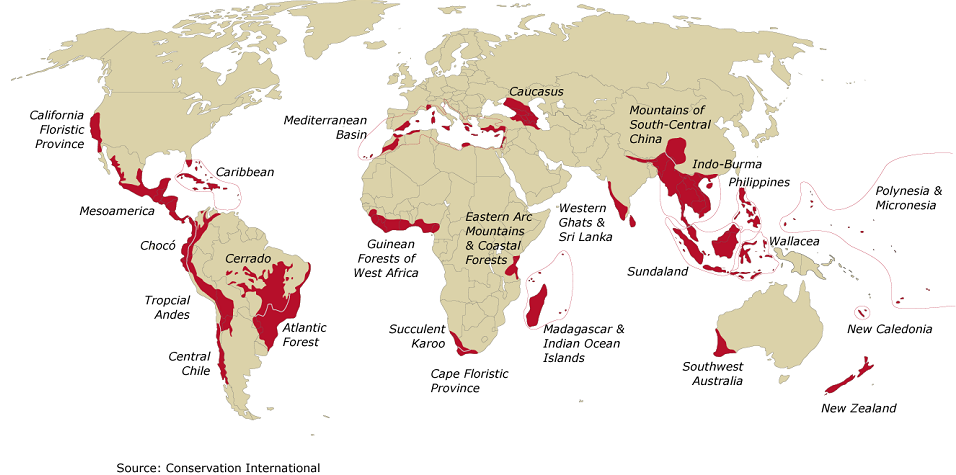 California
Floristic
Province
Mesoamerica
Caribbean
Chocó
Cerrado
Tropcial
Andes
Atlantic
Forest
Central
Chile
Mediterranean
Basin
Caucasus
Guinean
Forests of
West Africa
Eastern Arc
Mountains
& Coastal
Forests
Succulent
Karoo
Cape Floristic
Province
Madagascar &
Indian Ocean
Islands
Western
Ghats &
Sri Lanka
Mountains of
South-Central
China
Indo-Burma
Philippines
Sundaland
Wallacea
Polynesia &
Micronesia
New Caledonia
Southwest
Australia
New Zealand
Source: Conservation International